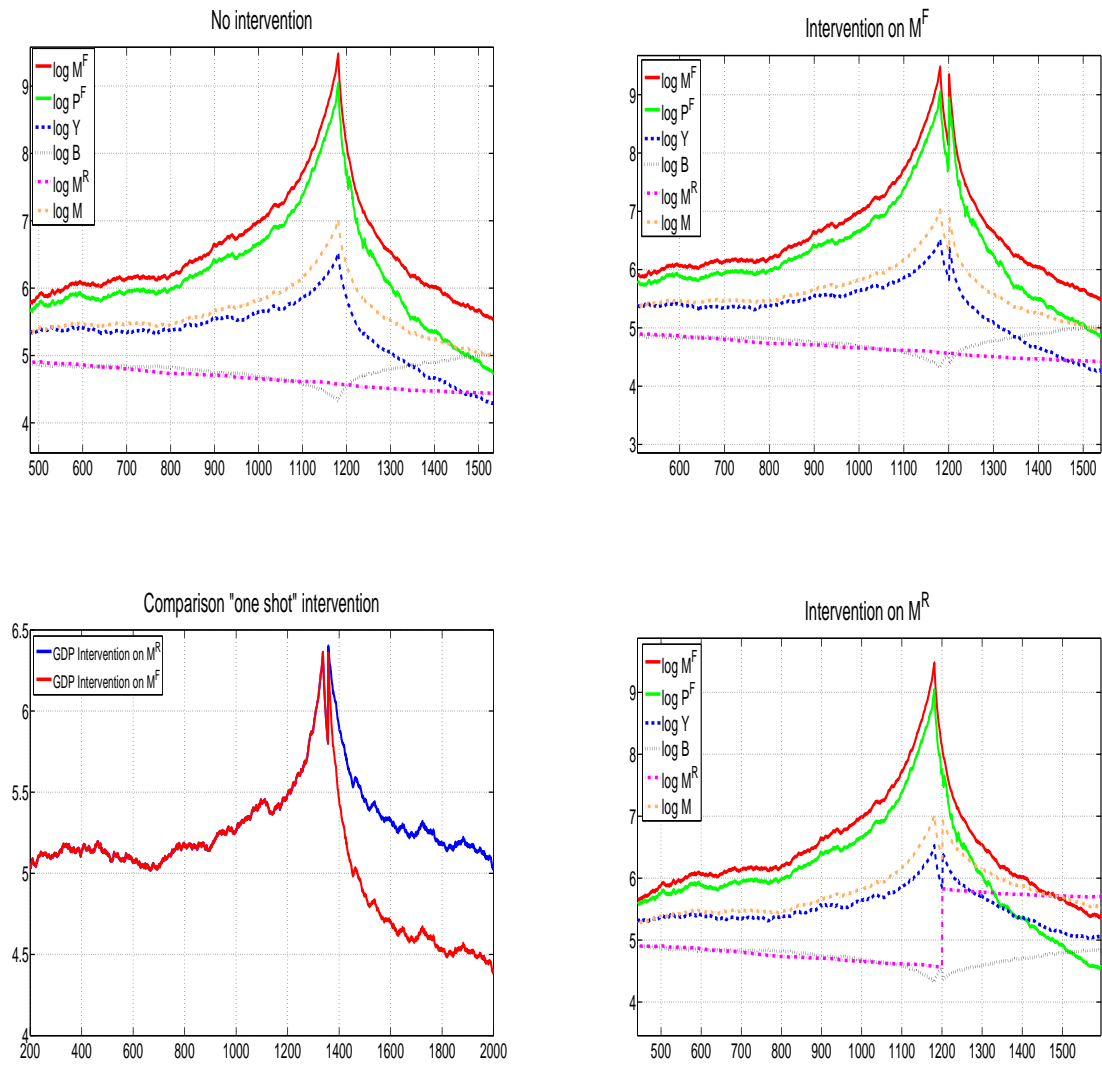 No intervention
log M^F
log P^F
log Y
log B
log M^R
log M
9
8
7
6
5
4
500 600 700 800 900 1000 1100 1200 1300 1400 1500
Intervention on M^F
log M^F
log P^F
log Y
log B
log M^R
log M
9
8
7
6
5
4
3
600 700 800 900 1000 1100 1200 1300 1400 1500
Comparison "one shot" intervention
GDP Intervention on M^R
GDP Intervention on M^F
6.5
6
5.5
5
4.5
4
200 400 600 800 1000 1200 1400 1600 1800 2000
Intervention on M^R
log M^F
log P^F
log Y
log B
log M^R
log M
9
8
7
6
5
4
500 600 700 800 900 1000 1100 1200 1300 1400 1500